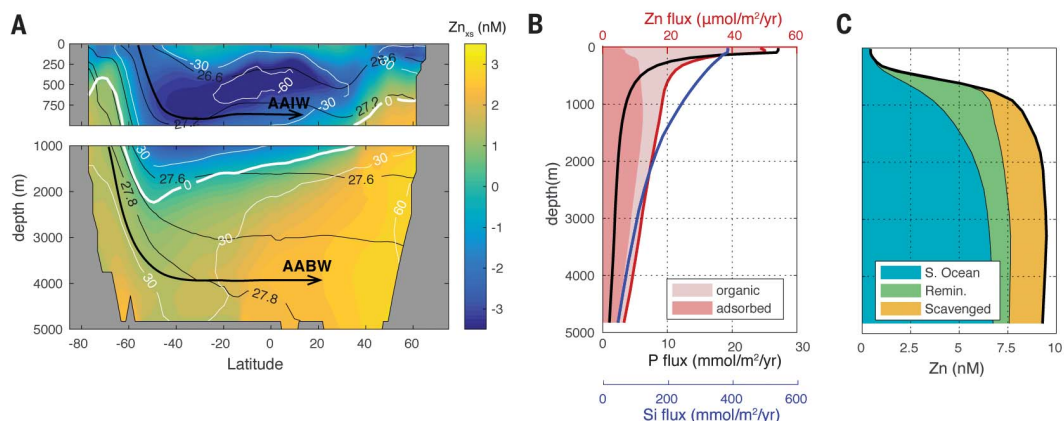 A
Zn_xs (nM)
0
250
500
750
1000
2000
3000
4000
5000
depth (m)
-30
-30
26.6
26.6
-60
-30
0
27.2
27.2
AAIW
-30
30
27.6
27.6
0
27.8
60
30
30
AABW
27.8
-80 -60 -40 -20 0 20 40 60
Latitude
3
2
1
0
-1
-2
-3
B
Zn flux (μmol/m²/yr)
0 20 40 60
0
1000
2000
3000
4000
5000
depth(m)
organic
adsorbed
0 10 20 30
P flux (mmol/m²/yr)
0 200 400 600
Si flux (mmol/m²/yr)
C
S. Ocean
Remin.
Scavenged
0 2.5 5 7.5 10
Zn (nM)